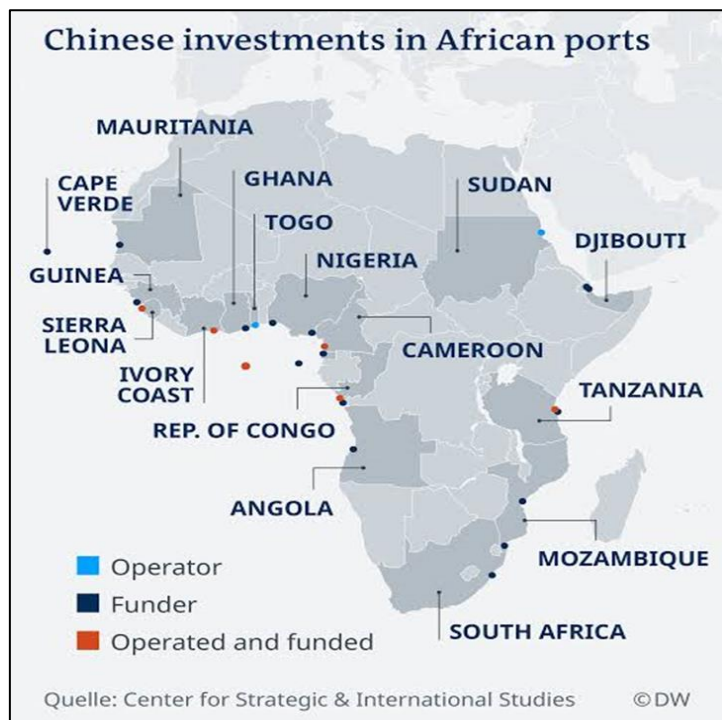 Chinese investments in African ports
MAURITANIA
CAPE
VERDE
GHANA
TOGO
SUDAN
DJIBOUTI
NIGERIA
GUINEA
SIERRA
LEONA
IVORY
COAST
CAMEROON
TANZANIA
REP. OF CONGO
ANGOLA
MOZAMBIQUE
SOUTH AFRICA
Operator
Funder
Operated and funded
Quelle: Center for Strategic & International Studies ©DW